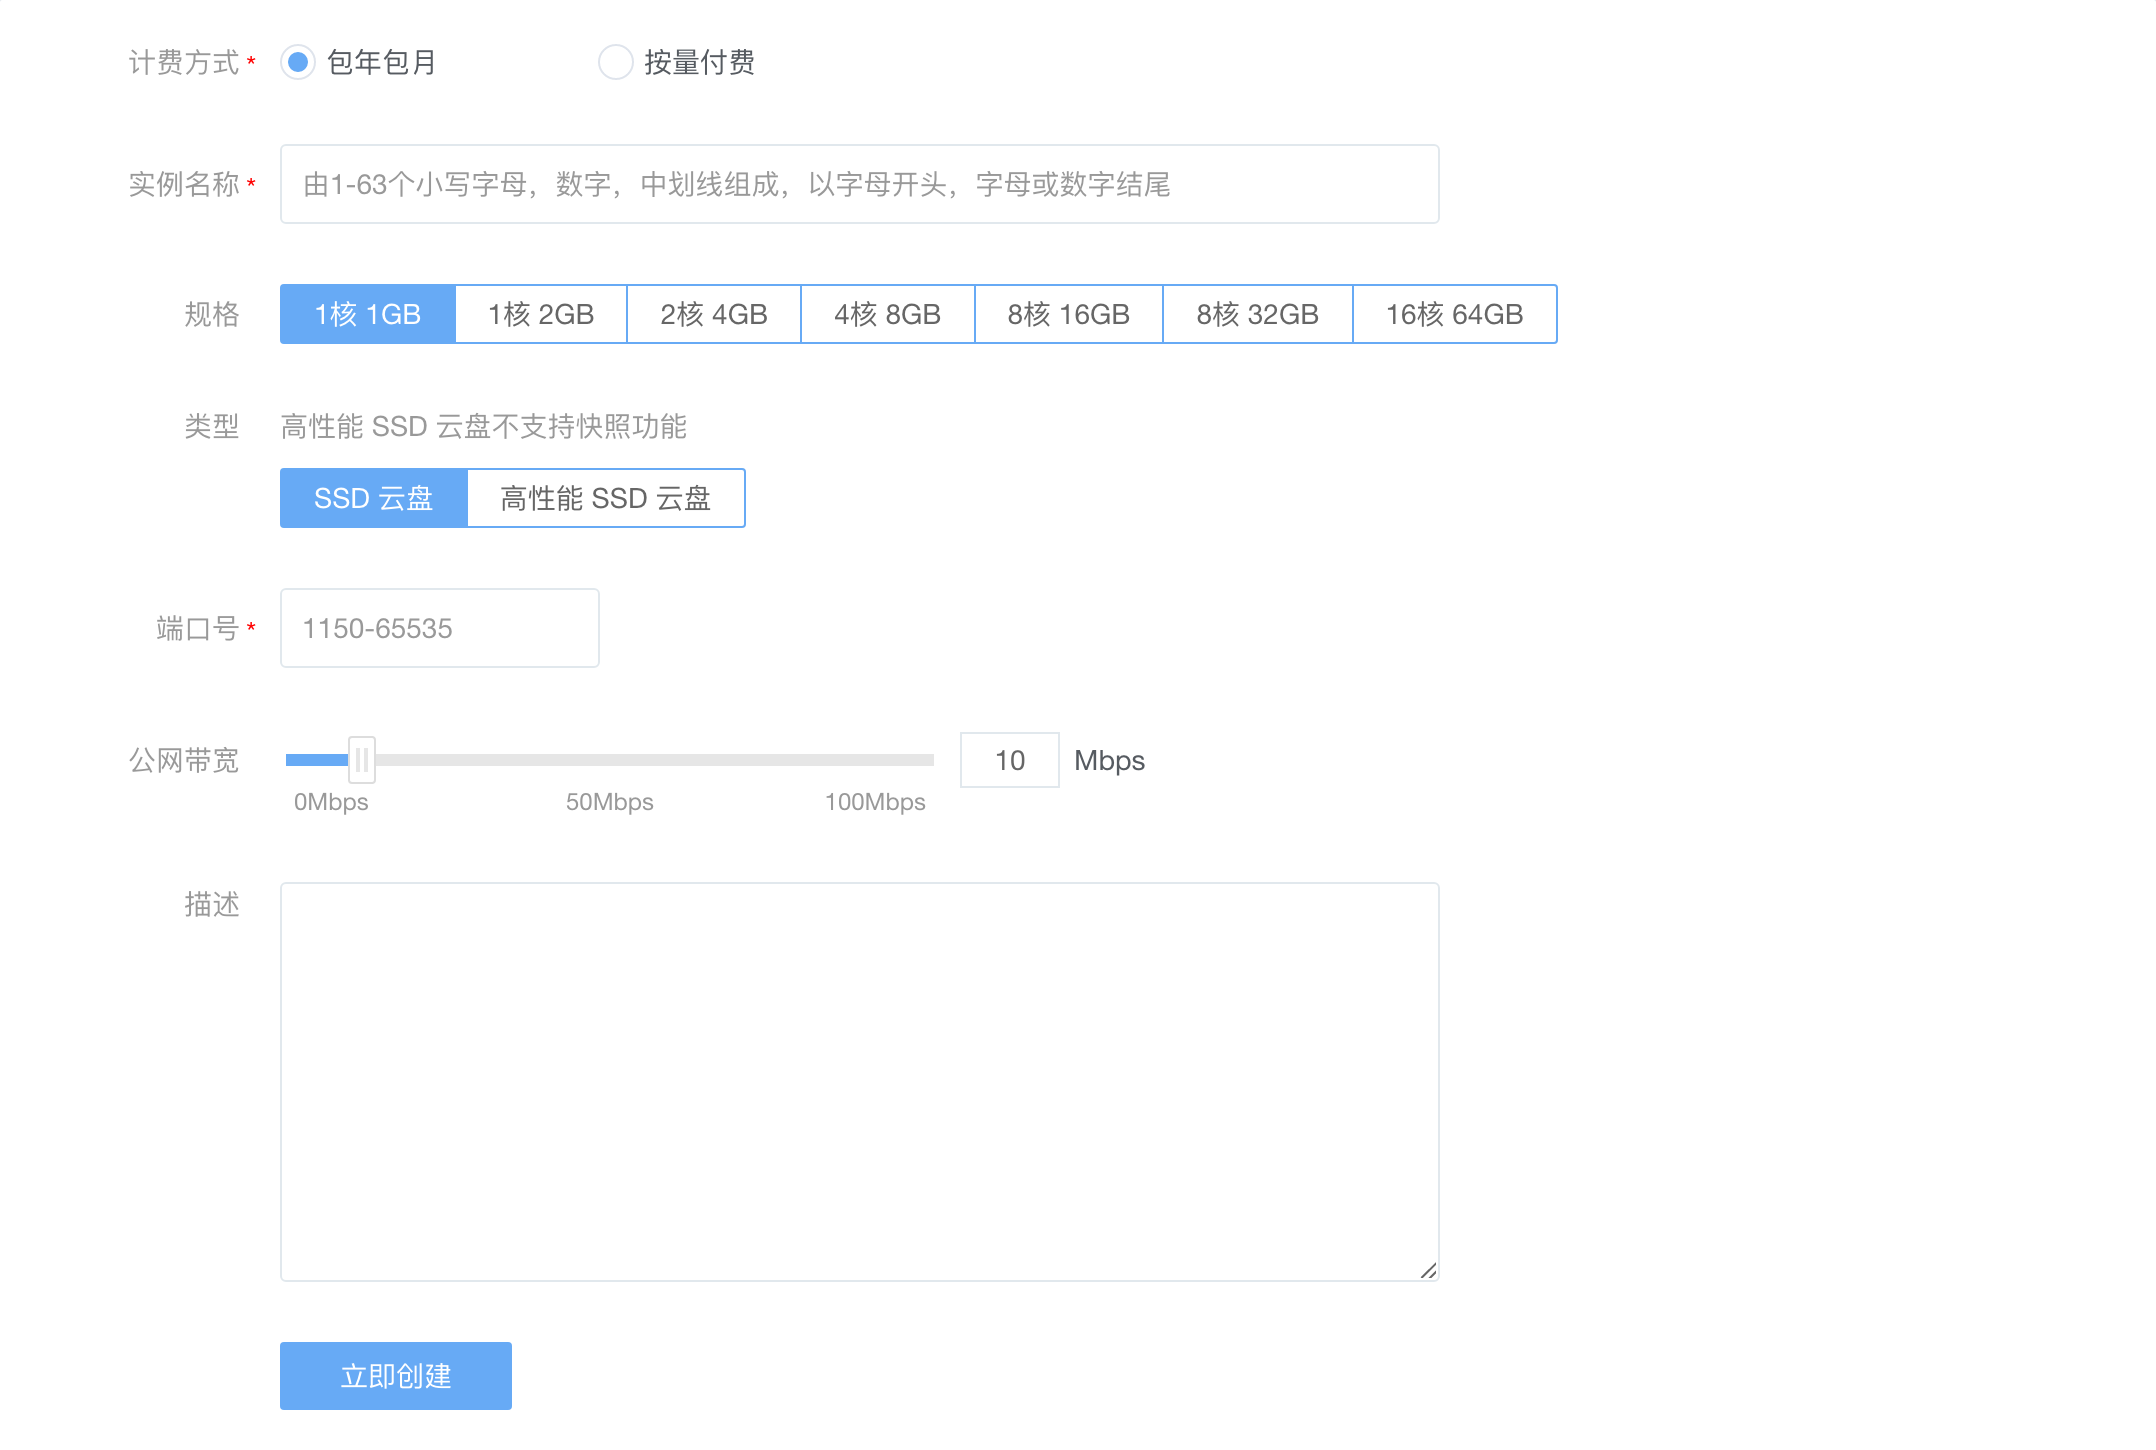 计费方式* 包年包月 按量付费
实例名称* 由1-63个小写字母，数字，中划线组成，以字母开头，字母或数字结尾
规格 1核 1GB 1核 2GB 2核 4GB 4核 8GB 8核 16GB 8核 32GB 16核 64GB
类型 高性能 SSD 云盘不支持快照功能
SSD 云盘 高性能 SSD 云盘
端口号* 1150-65535
公网带宽 10 Mbps
0Mbps 50Mbps 100Mbps
描述
立即创建